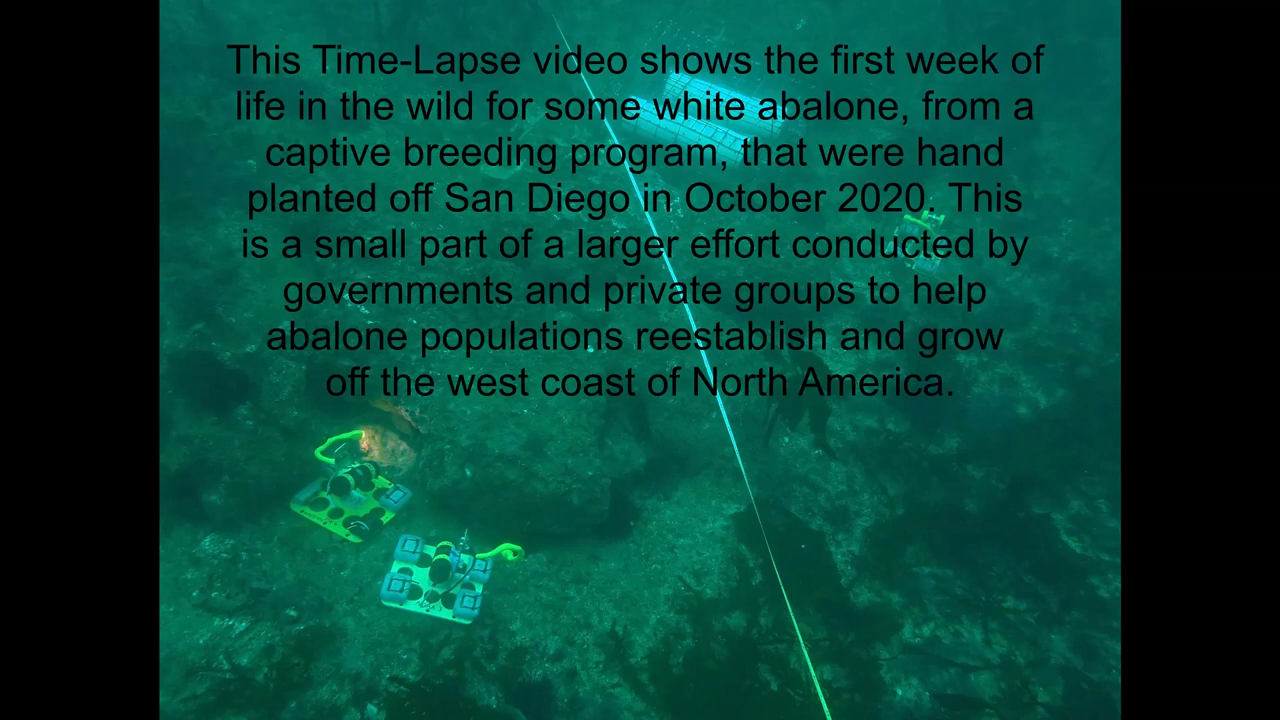 This Time-Lapse video shows the first week of
life in the wild for some white abalone, from a
captive breeding program, that were hand
planted off San Diego in October 2020. This
is a small part of a larger effort conducted by
governments and private groups to help
abalone populations reestablish and grow
off the west coast of North America.